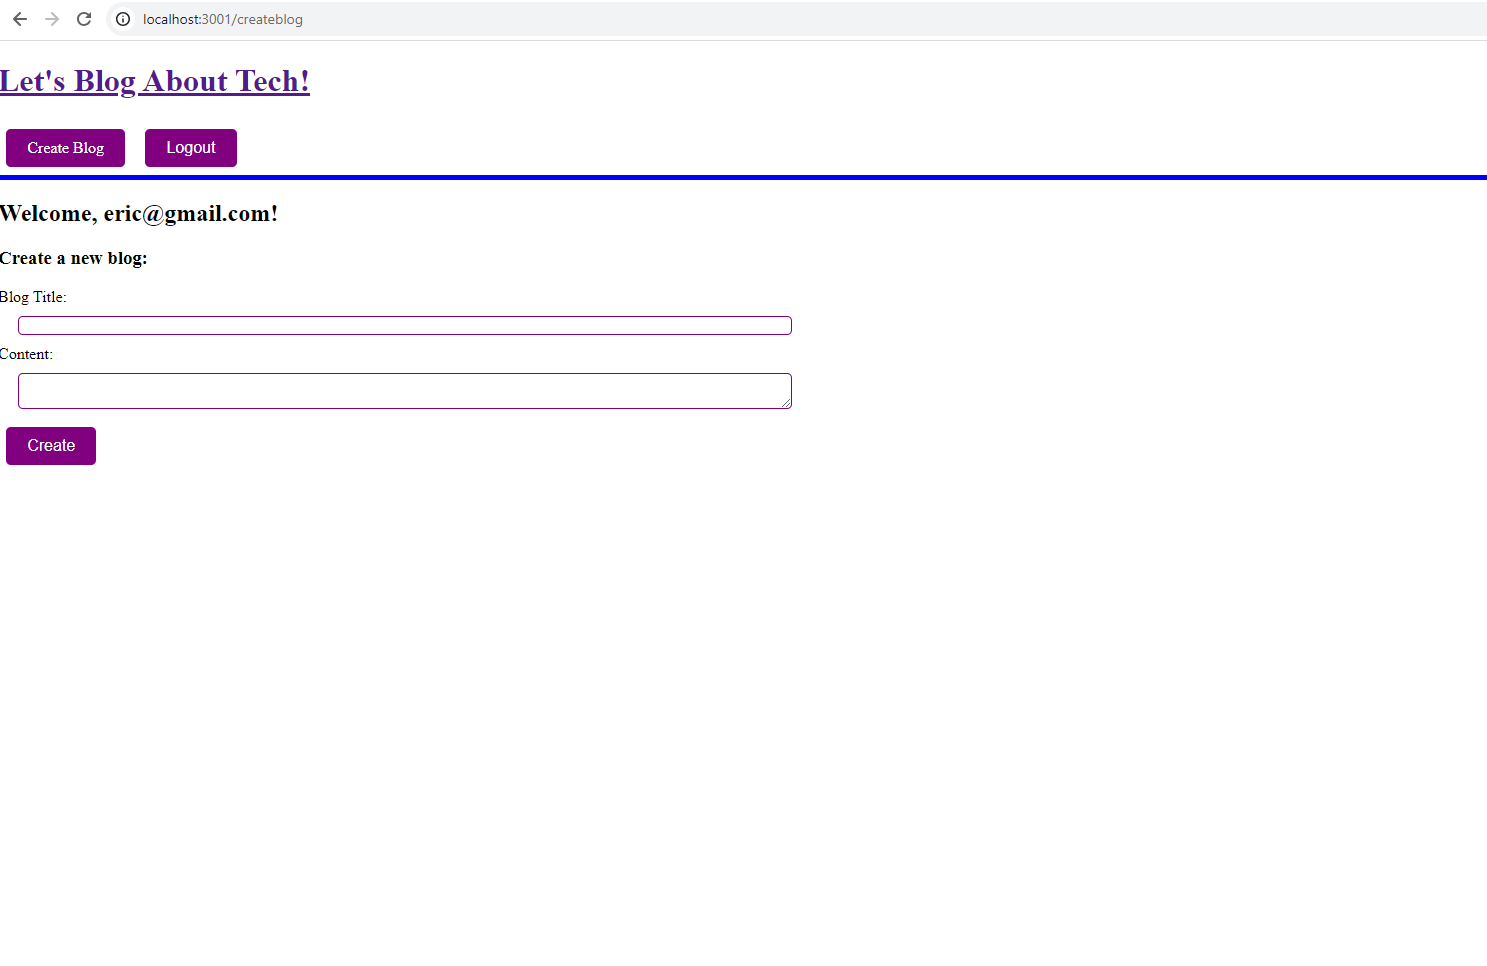 localhost:3001/createblog
Let's Blog About Tech!
Create Blog Logout
Welcome, eric@gmail.com!
Create a new blog:
Blog Title:
Content:
Create